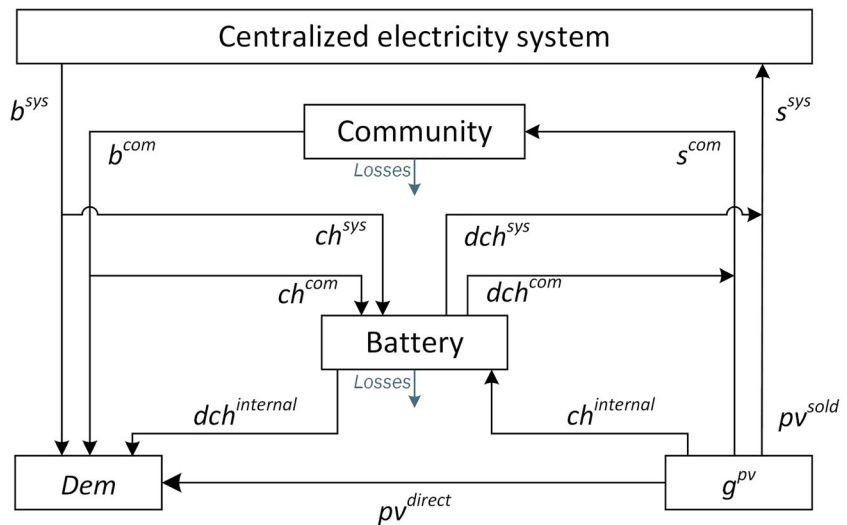 Centralized electricity system
b^sys
s^sys
Community
b^com
s^com
Losses
ch^sys
dch^sys
ch^com
dch^com
Battery
Losses
dch^internal
ch^internal
pv^sold
Dem
g^pv
pv^direct